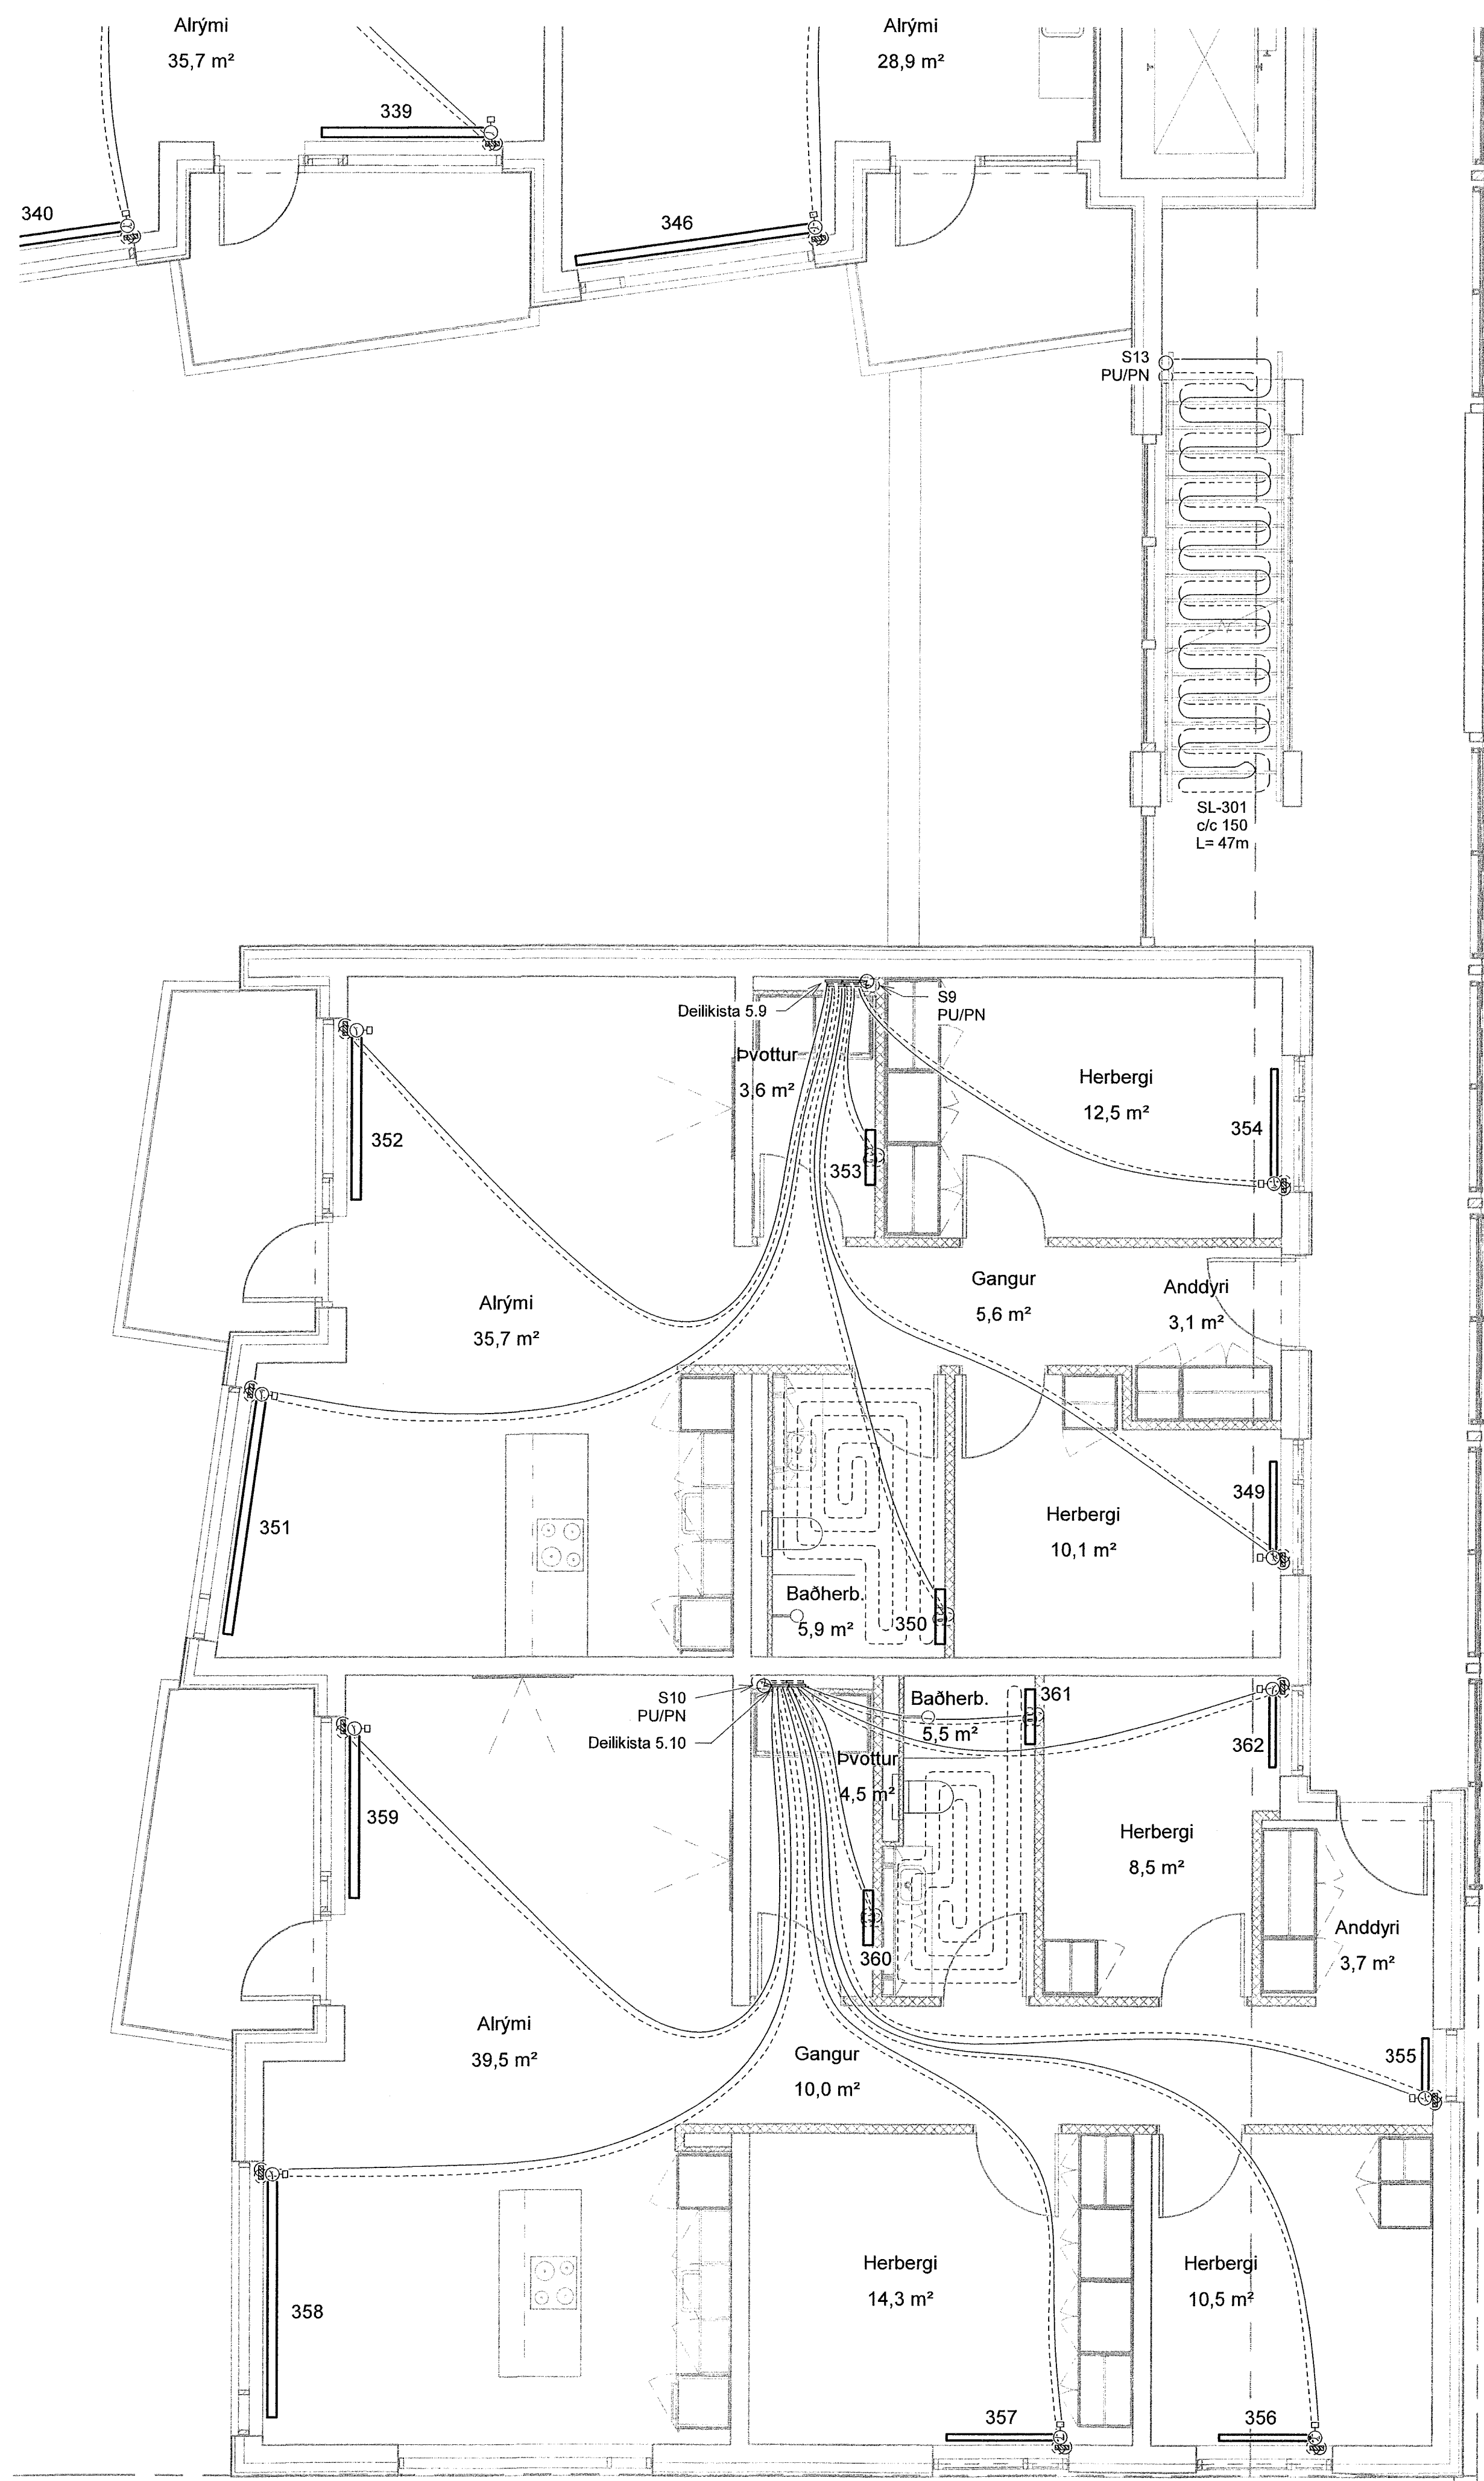 Alrými
35,7 m²
Alrými
28,9 m²
339
340
346
S13
PU/PN
SL-301
c/c 150
L= 47m
Deilikista 5.9
S9
PU/PN
Þvottur
3,6 m²
Herbergi
12,5 m²
352
353
354
Gangur
5,6 m²
Anddyri
3,1 m²
Alrými
35,7 m²
349
Herbergi
10,1 m²
351
Baðherb.
5,9 m²
350
S10
PU/PN
Deilikista 5.10
Baðherb.
5,5 m²
361
362
Þvottur
4,5 m²
359
Herbergi
8,5 m²
Anddyri
3,7 m²
360
Alrými
39,5 m²
Gangur
10,0 m²
355
Herbergi
14,3 m²
Herbergi
10,5 m²
358
357
356